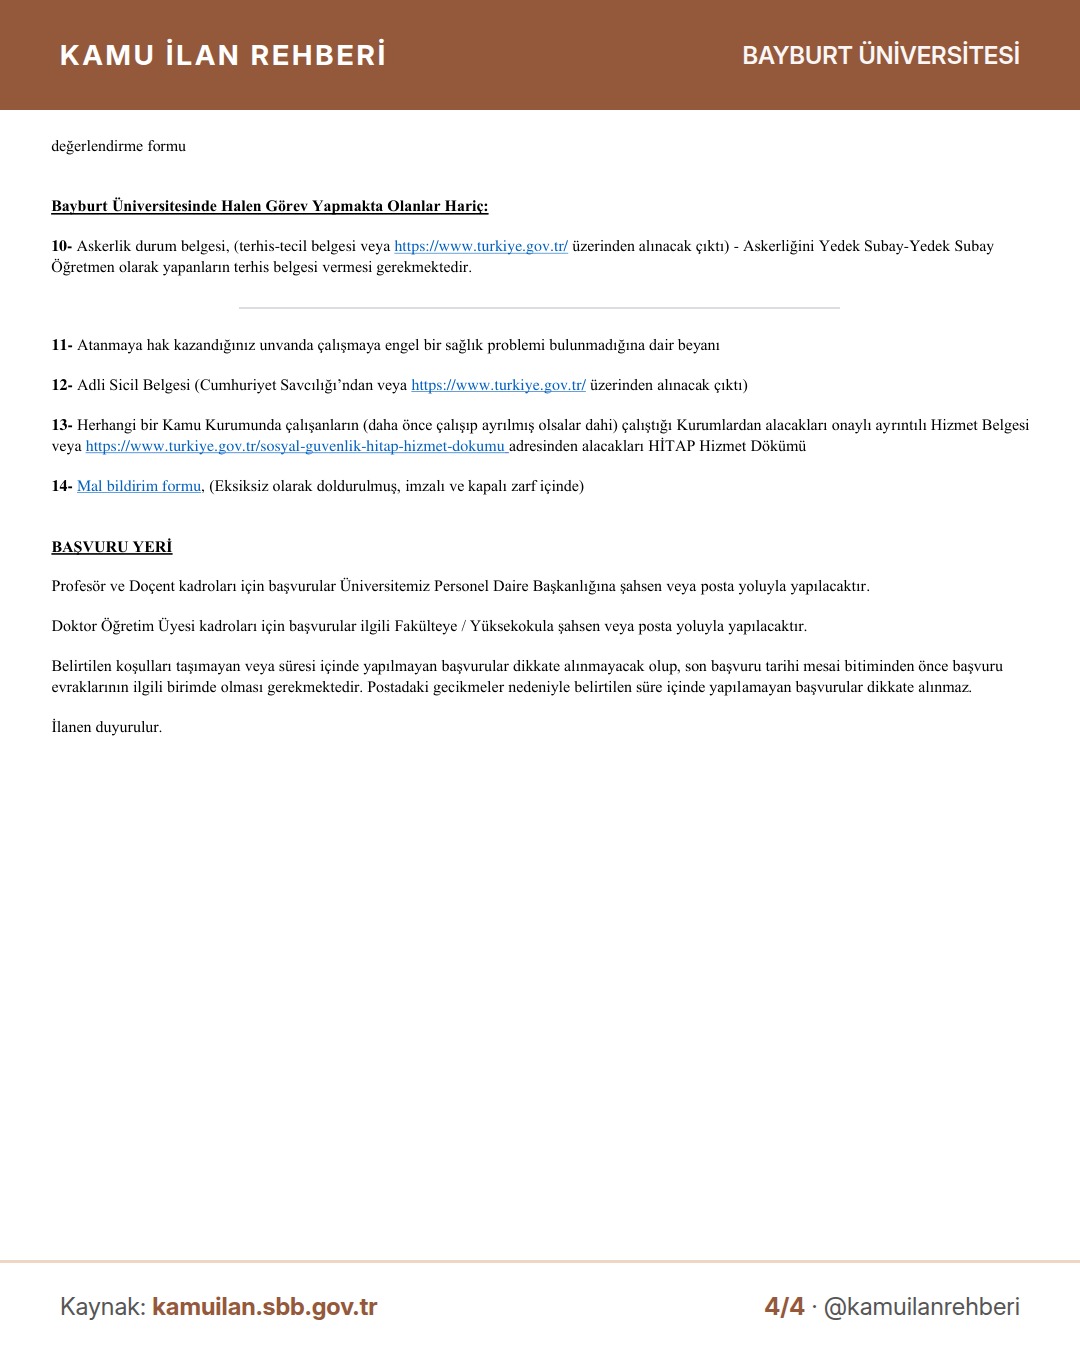 KAMU İLAN REHBERİ
BAYBURT ÜNİVERSİTESİ
değerlendirme formu
Bayburt Üniversitesinde Halen Görev Yapmakta Olanlar Hariç:
10- Askerlik durum belgesi, (terhis-tecil belgesi veya https://www.turkiye.gov.tr/ üzerinden alınacak çıktı) - Askerliğini Yedek Subay-Yedek Subay
Öğretmen olarak yapanların terhis belgesi vermesi gerekmektedir.
11- Atanmaya hak kazandığınız unvanda çalışmaya engel bir sağlık problemi bulunmadığına dair beyanı
12- Adli Sicil Belgesi (Cumhuriyet Savcılığı’ndan veya https://www.turkiye.gov.tr/ üzerinden alınacak çıktı)
13- Herhangi bir Kamu Kurumunda çalışanların (daha önce çalışıp ayrılmış olsalar dahi) çalıştığı Kurumlardan alacakları onaylı ayrıntılı Hizmet Belgesi
veya https://www.turkiye.gov.tr/sosyal-guvenlik-hitap-hizmet-dokumu adresinden alacakları HİTAP Hizmet Dökümü
14- Mal bildirim formu, (Eksiksiz olarak doldurulmuş, imzalı ve kapalı zarf içinde)
BAŞVURU YERİ
Profesör ve Doçent kadroları için başvurular Üniversitemiz Personel Daire Başkanlığına şahsen veya posta yoluyla yapılacaktır.
Doktor Öğretim Üyesi kadroları için başvurular ilgili Fakülteye / Yüksekokula şahsen veya posta yoluyla yapılacaktır.
Belirtilen koşulları taşımayan veya süresi içinde yapılmayan başvurular dikkate alınmayacak olup, son başvuru tarihi mesai bitiminden önce başvuru
evraklarının ilgili birimde olması gerekmektedir. Postadaki gecikmeler nedeniyle belirtilen süre içinde yapılamayan başvurular dikkate alınmaz.
İlanen duyurulur.
Kaynak: kamuilan.sbb.gov.tr
4/4 · @kamuilanrehberi